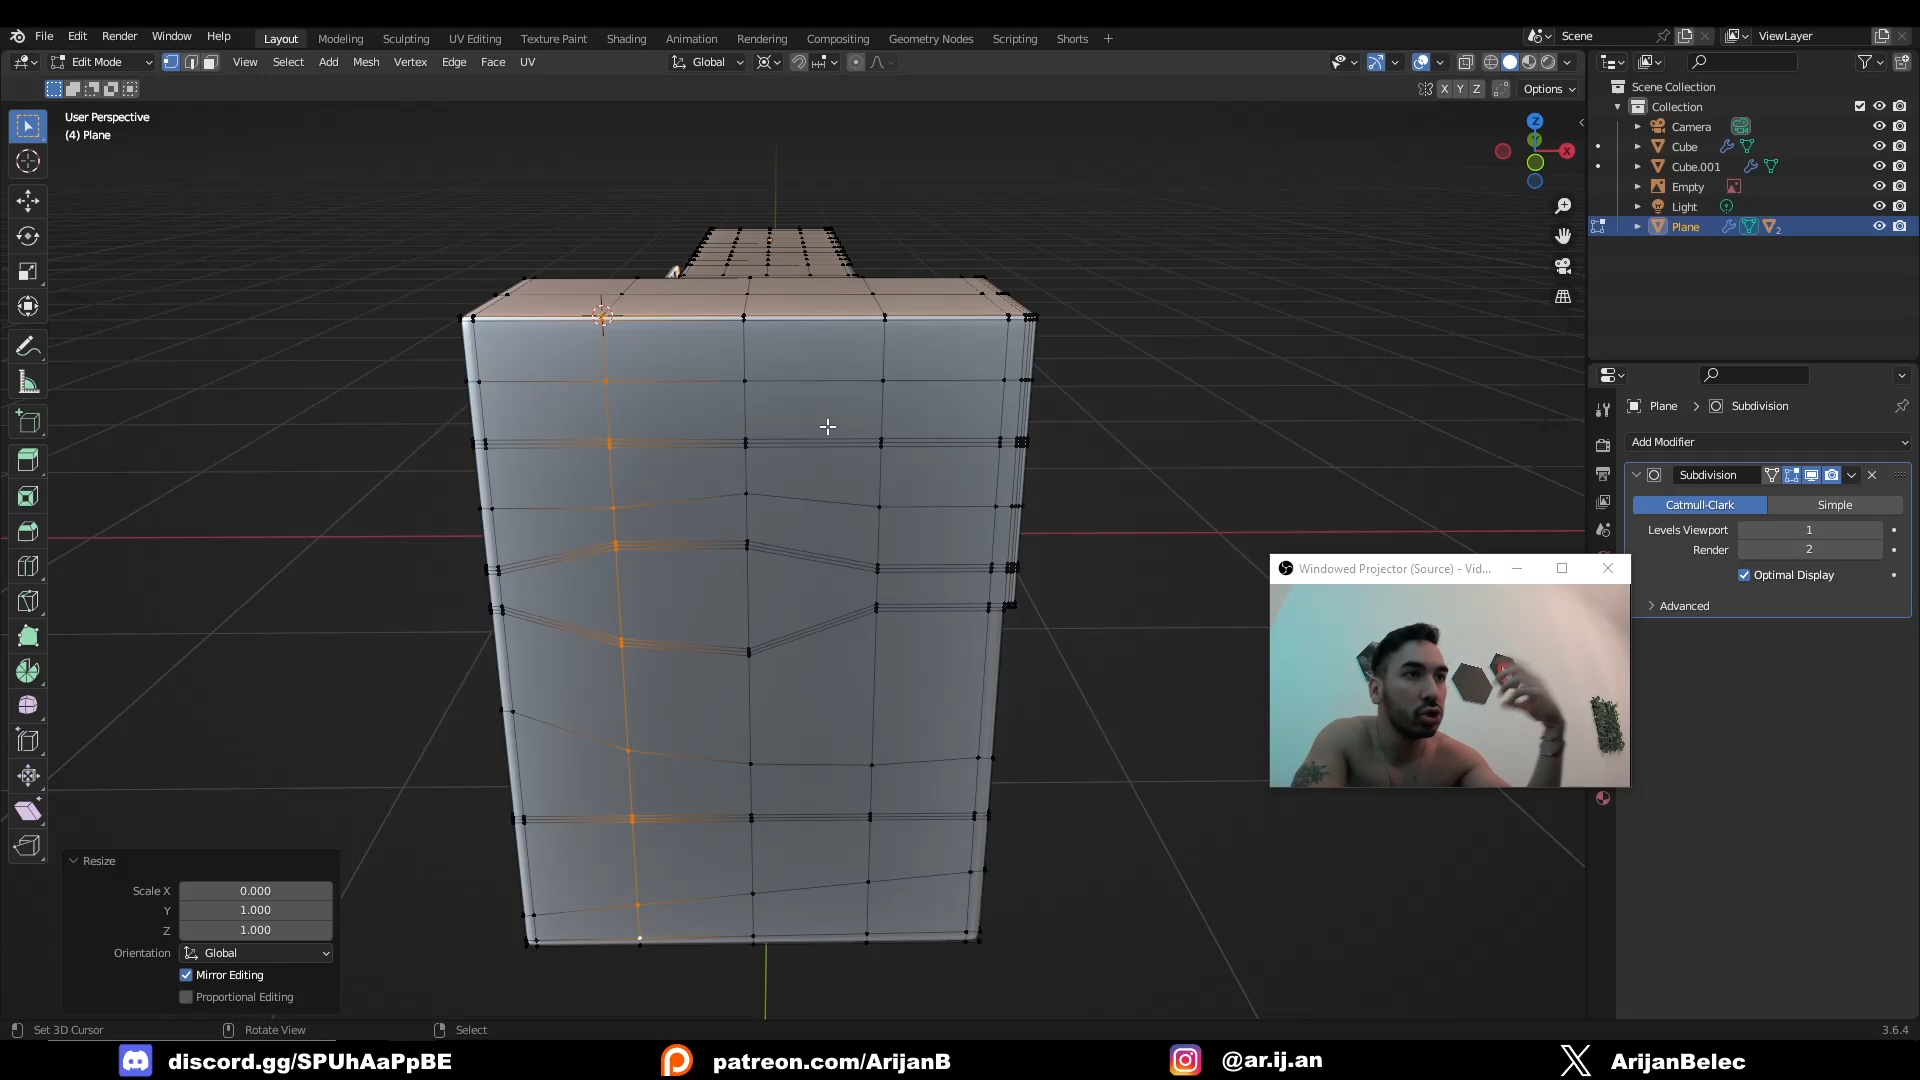 File Edit Render Window Help Layout Modeling Sculpting UV Editing Texture Paint Shading Animation Rendering Compositing Geometry Nodes Scripting Shorts + Scene ViewLayer
Edit Mode View Select Add Mesh Vertex Edge Face UV Global
X Y Z Options
User Perspective
(4) Plane
Z
X
Scene Collection
Collection
Camera
Cube
Cube.001
Empty
Light
Plane 2
Plane > Subdivision
Add Modifier
Subdivision
Catmull-Clark Simple
Levels Viewport 1
Render 2
Optimal Display
Advanced
Windowed Projector (Source) - Vid...
Resize
Scale X 0.000
Y 1.000
Z 1.000
Orientation Global
Mirror Editing
Proportional Editing
Set 3D Cursor Rotate View Select 3.6.4
discord.gg/SPUhAaPpBE patreon.com/ArijanB @ar.ij.an ArijanBelec